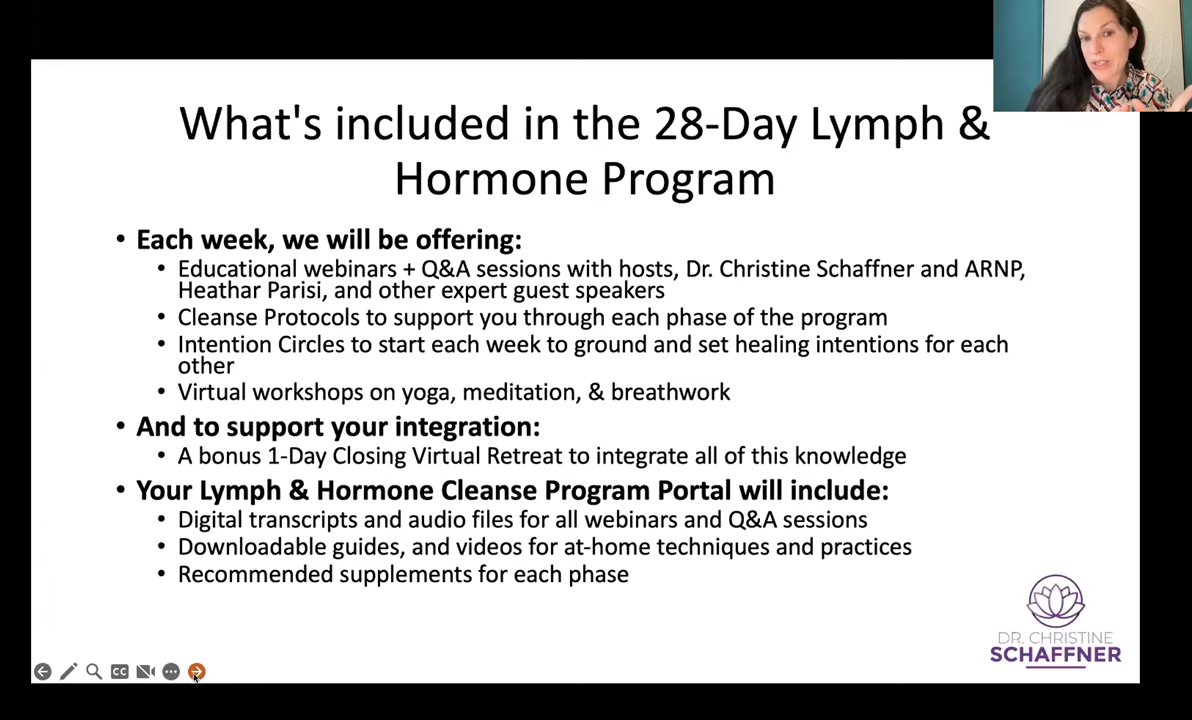 What's included in the 28-Day Lymph &
Hormone Program
• Each week, we will be offering:
• Educational webinars + Q&A sessions with hosts, Dr. Christine Schaffner and ARNP,
Heathar Parisi, and other expert guest speakers
• Cleanse Protocols to support you through each phase of the program
• Intention Circles to start each week to ground and set healing intentions for each
other
• Virtual workshops on yoga, meditation, & breathwork
• And to support your integration:
• A bonus 1-Day Closing Virtual Retreat to integrate all of this knowledge
• Your Lymph & Hormone Cleanse Program Portal will include:
• Digital transcripts and audio files for all webinars and Q&A sessions
• Downloadable guides, and videos for at-home techniques and practices
• Recommended supplements for each phase
DR. CHRISTINE
SCHAFFNER
CC